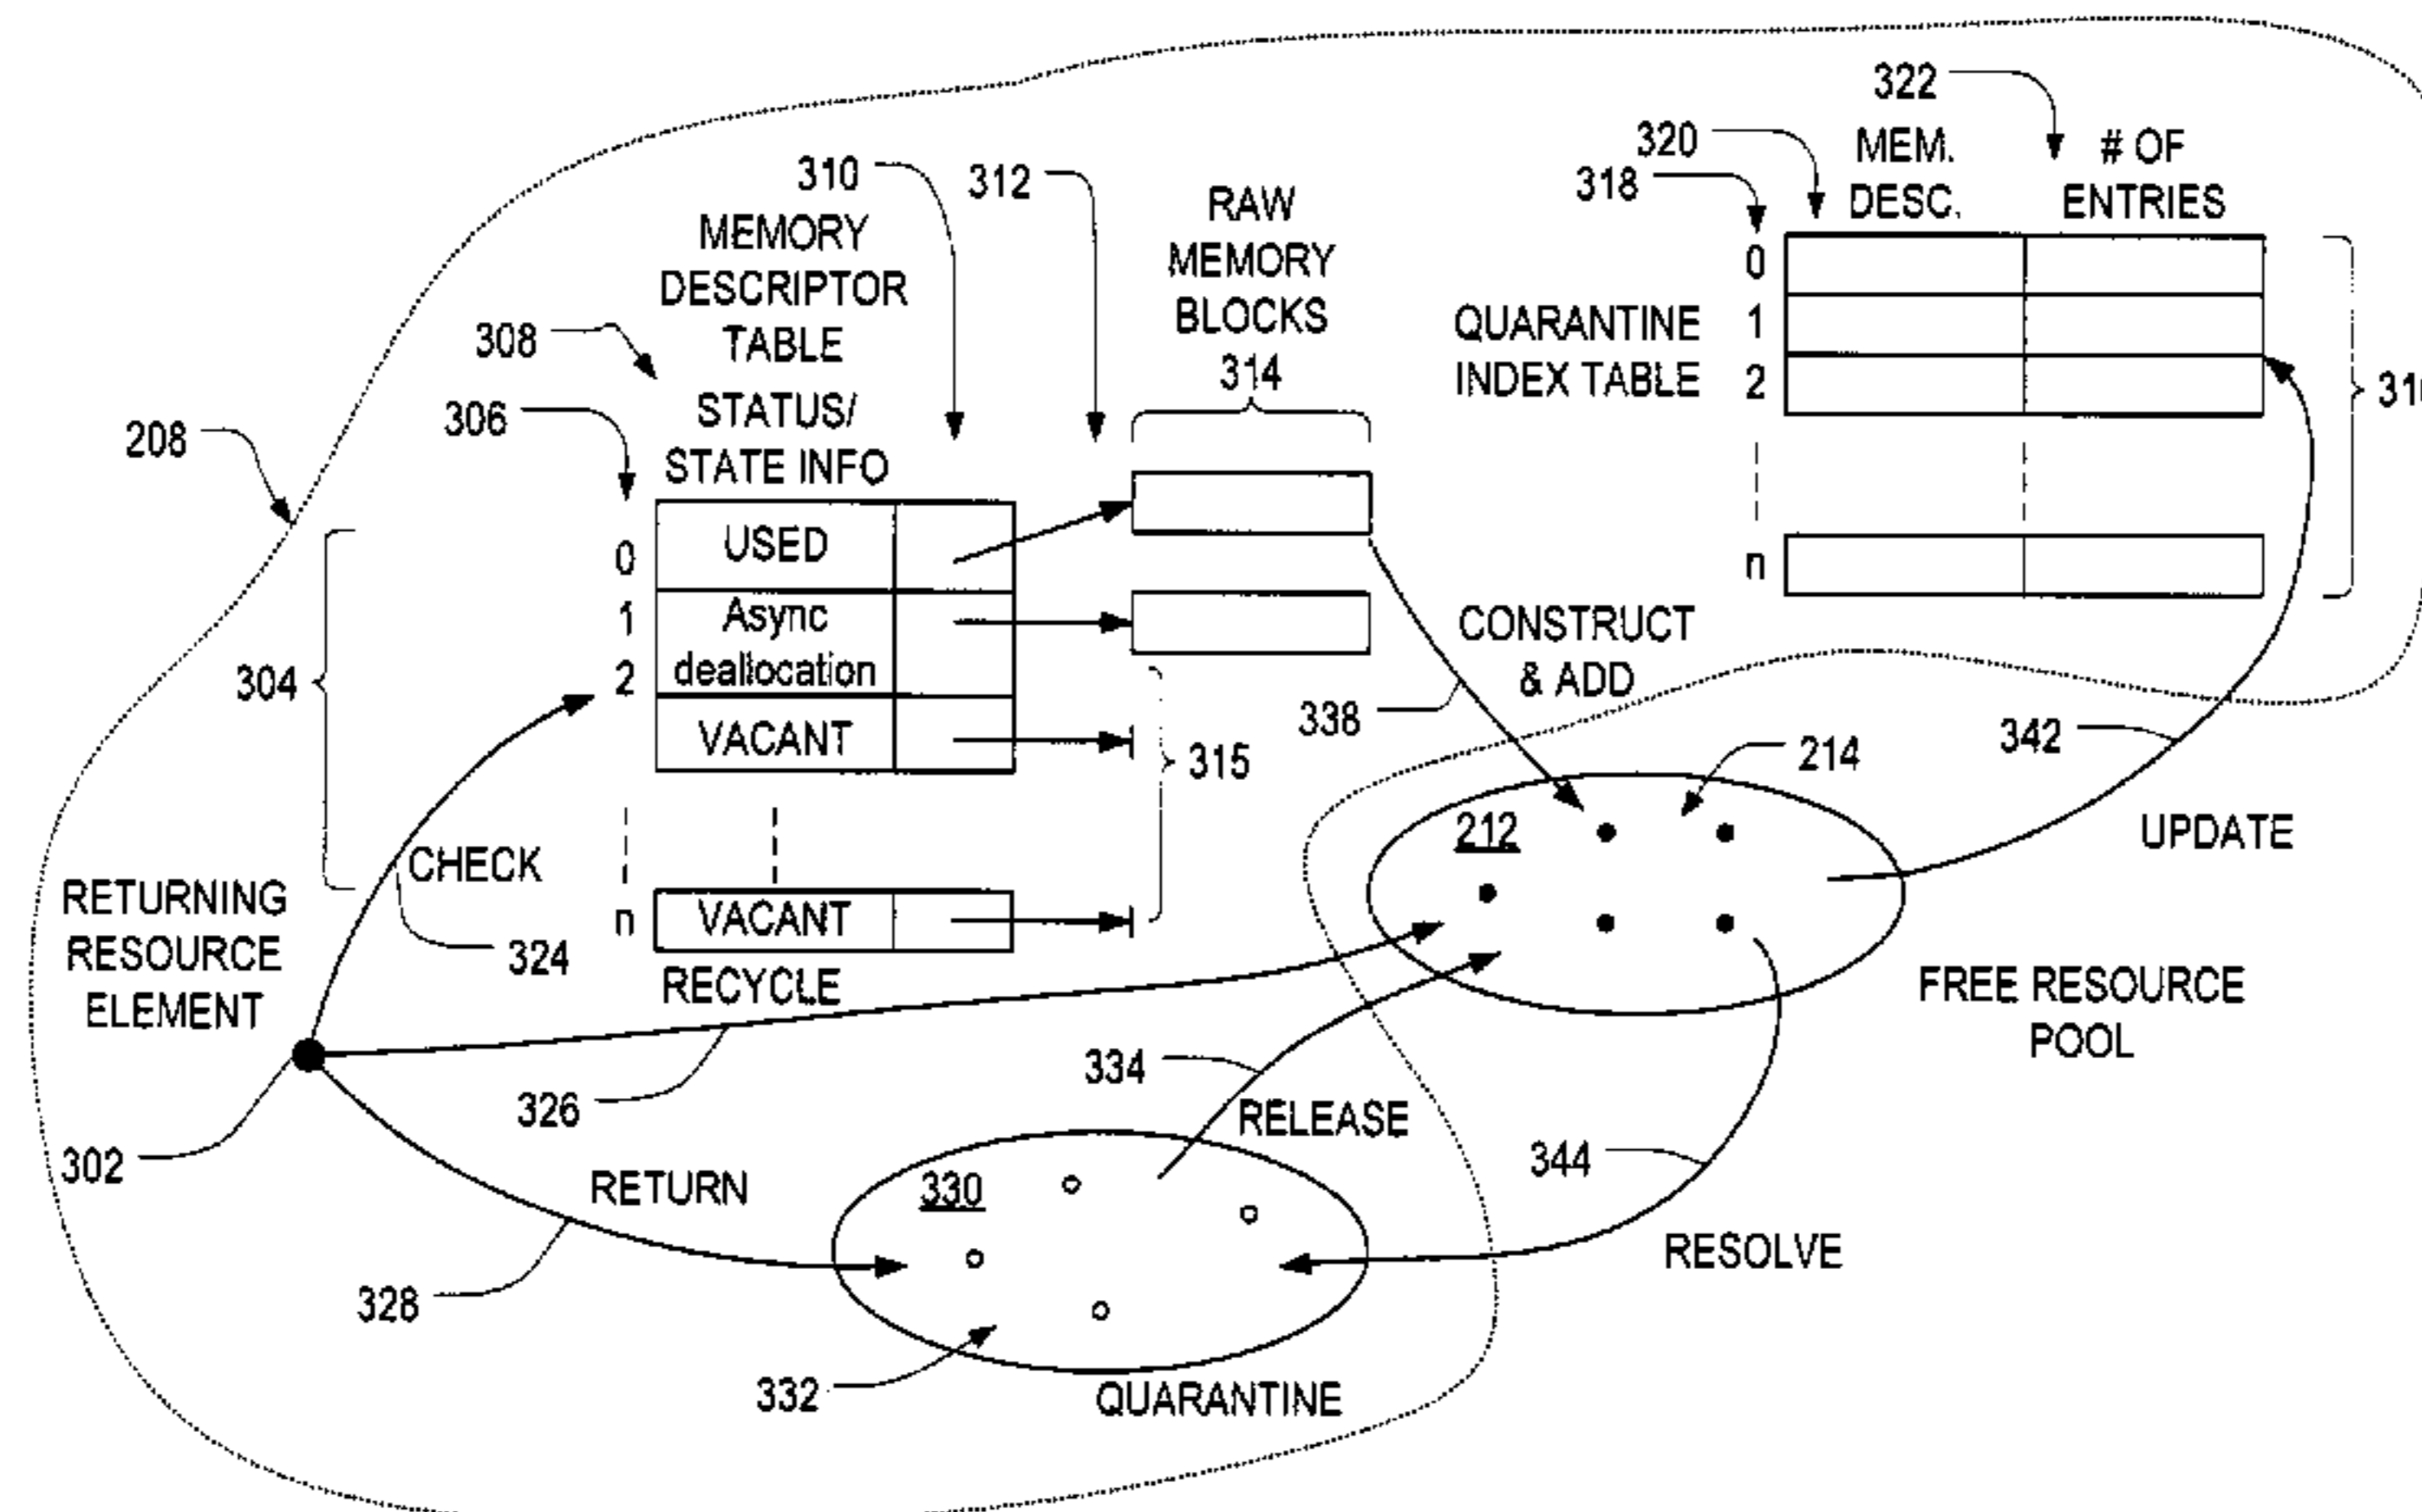 322
320
MEM.
DESC.
# OF
ENTRIES
318
310
312
RAW
MEMORY
BLOCKS
314
MEMORY
DESCRIPTOR
TABLE
308
STATUS/
STATE INFO
306
208
0
1
2
n
QUARANTINE
INDEX TABLE
304
0
1
2
n
USED
Async
deallocation
VACANT
VACANT
315
CONSTRUCT
& ADD
338
342
214
212
UPDATE
CHECK
324
RETURNING
RESOURCE
ELEMENT
RECYCLE
FREE RESOURCE
POOL
326
334
RELEASE
302
RETURN
330
344
RESOLVE
328
332
QUARANTINE